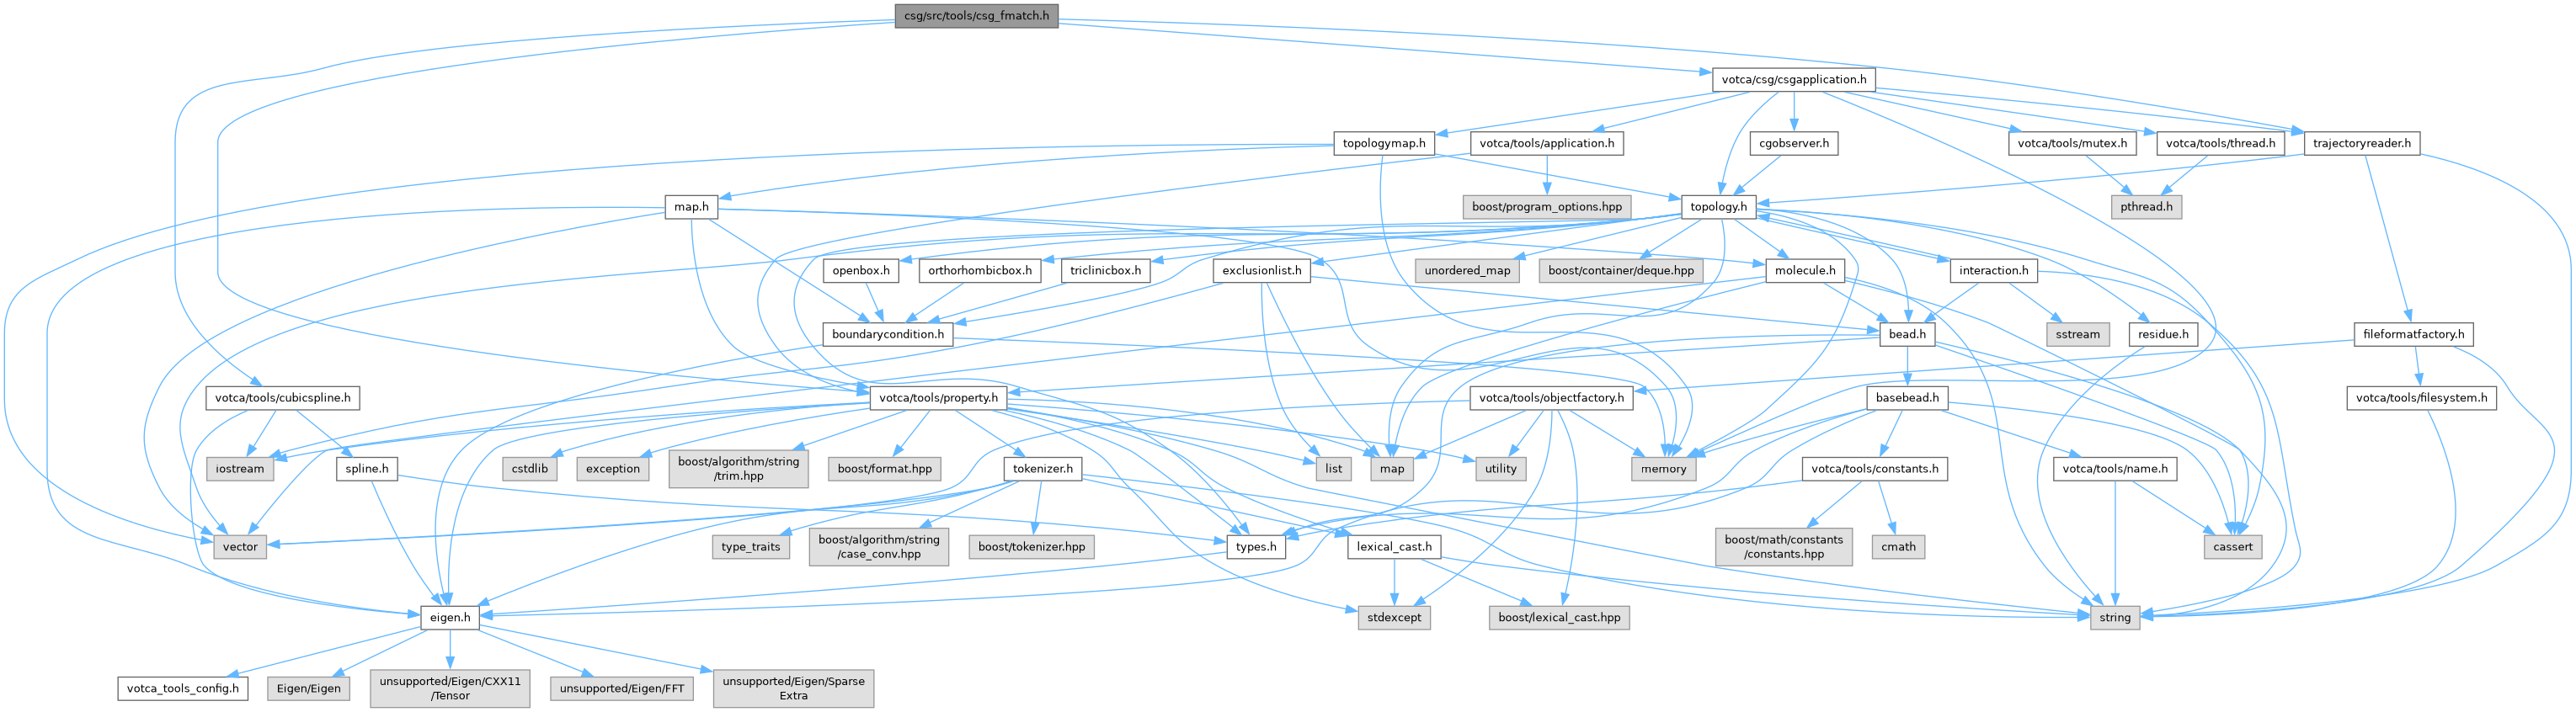 csg/src/tools/csg_fmatch.h
votca/csg/csgapplication.h
topologymap.h
votca/tools/application.h
cgobserver.h
votca/tools/mutex.h
votca/tools/thread.h
trajectoryreader.h
map.h
boost/program_options.hpp
topology.h
pthread.h
openbox.h
orthorhombicbox.h
triclinicbox.h
exclusionlist.h
unordered_map
boost/container/deque.hpp
molecule.h
interaction.h
boundarycondition.h
bead.h
sstream
residue.h
fileformatfactory.h
votca/tools/cubicspline.h
votca/tools/property.h
votca/tools/objectfactory.h
basebead.h
votca/tools/filesystem.h
iostream
spline.h
cstdlib
exception
boost/algorithm/string
/trim.hpp
boost/format.hpp
tokenizer.h
list
map
utility
memory
votca/tools/constants.h
votca/tools/name.h
vector
type_traits
boost/algorithm/string
/case_conv.hpp
boost/tokenizer.hpp
types.h
lexical_cast.h
boost/math/constants
/constants.hpp
cmath
cassert
eigen.h
stdexcept
boost/lexical_cast.hpp
string
votca_tools_config.h
Eigen/Eigen
unsupported/Eigen/CXX11
/Tensor
unsupported/Eigen/FFT
unsupported/Eigen/Sparse
Extra